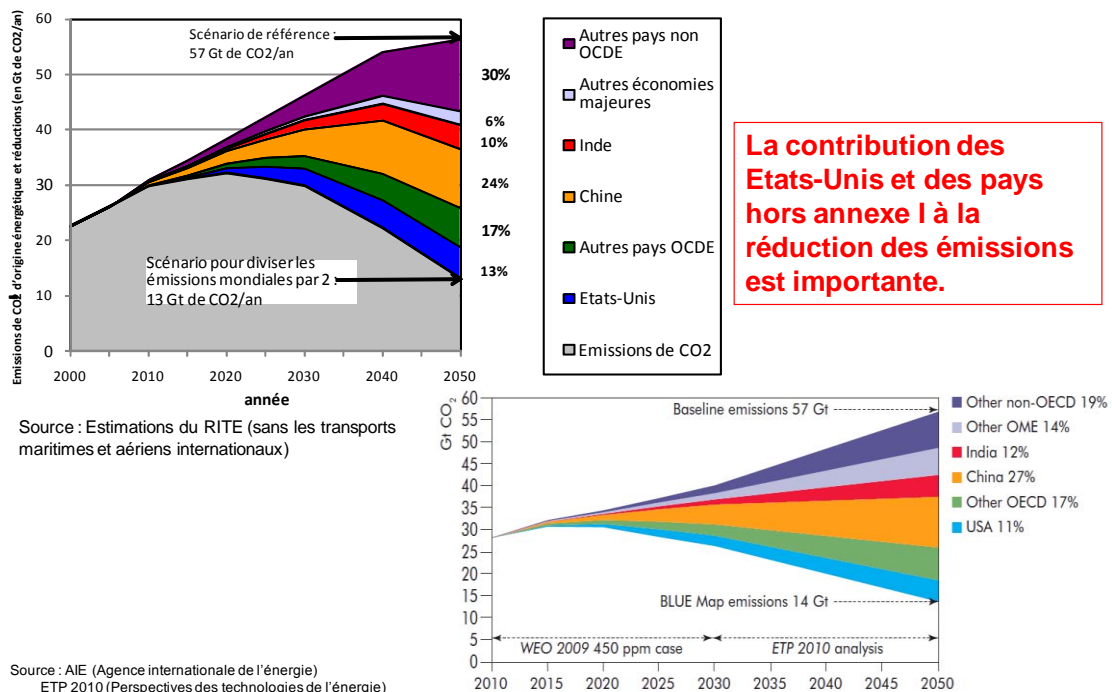 Emissions de CO2 d'origine énergétique et réductions (en Gt de CO2/an)
60
50
40
30
20
10
0
Scénario de référence :
57 Gt de CO2/an
Scénario pour diviser les
émissions mondiales par 2 :
13 Gt de CO2/an
30%
6%
10%
24%
17%
13%
2000 2010 2020 2030 2040 2050
année
Autres pays non
OCDE
Autres économies
majeures
Inde
Chine
Autres pays OCDE
Etats-Unis
Emissions de CO2
La contribution des
Etats-Unis et des pays
hors annexe I à la
réduction des émissions
est importante.
Source : Estimations du RITE (sans les transports
maritimes et aériens internationaux)
Gt CO2
60
55
50
45
40
35
30
25
20
15
10
5
0
Baseline emissions 57 Gt
BLUE Map emissions 14 Gt
WEO 2009 450 ppm case
ETP 2010 analysis
2010 2015 2020 2025 2030 2035 2040 2045 2050
Other non-OECD 19%
Other OME 14%
India 12%
China 27%
Other OECD 17%
USA 11%
Source : AIE (Agence internationale de l'énergie)
ETP 2010 (Perspectives des technologies de l'énergie)